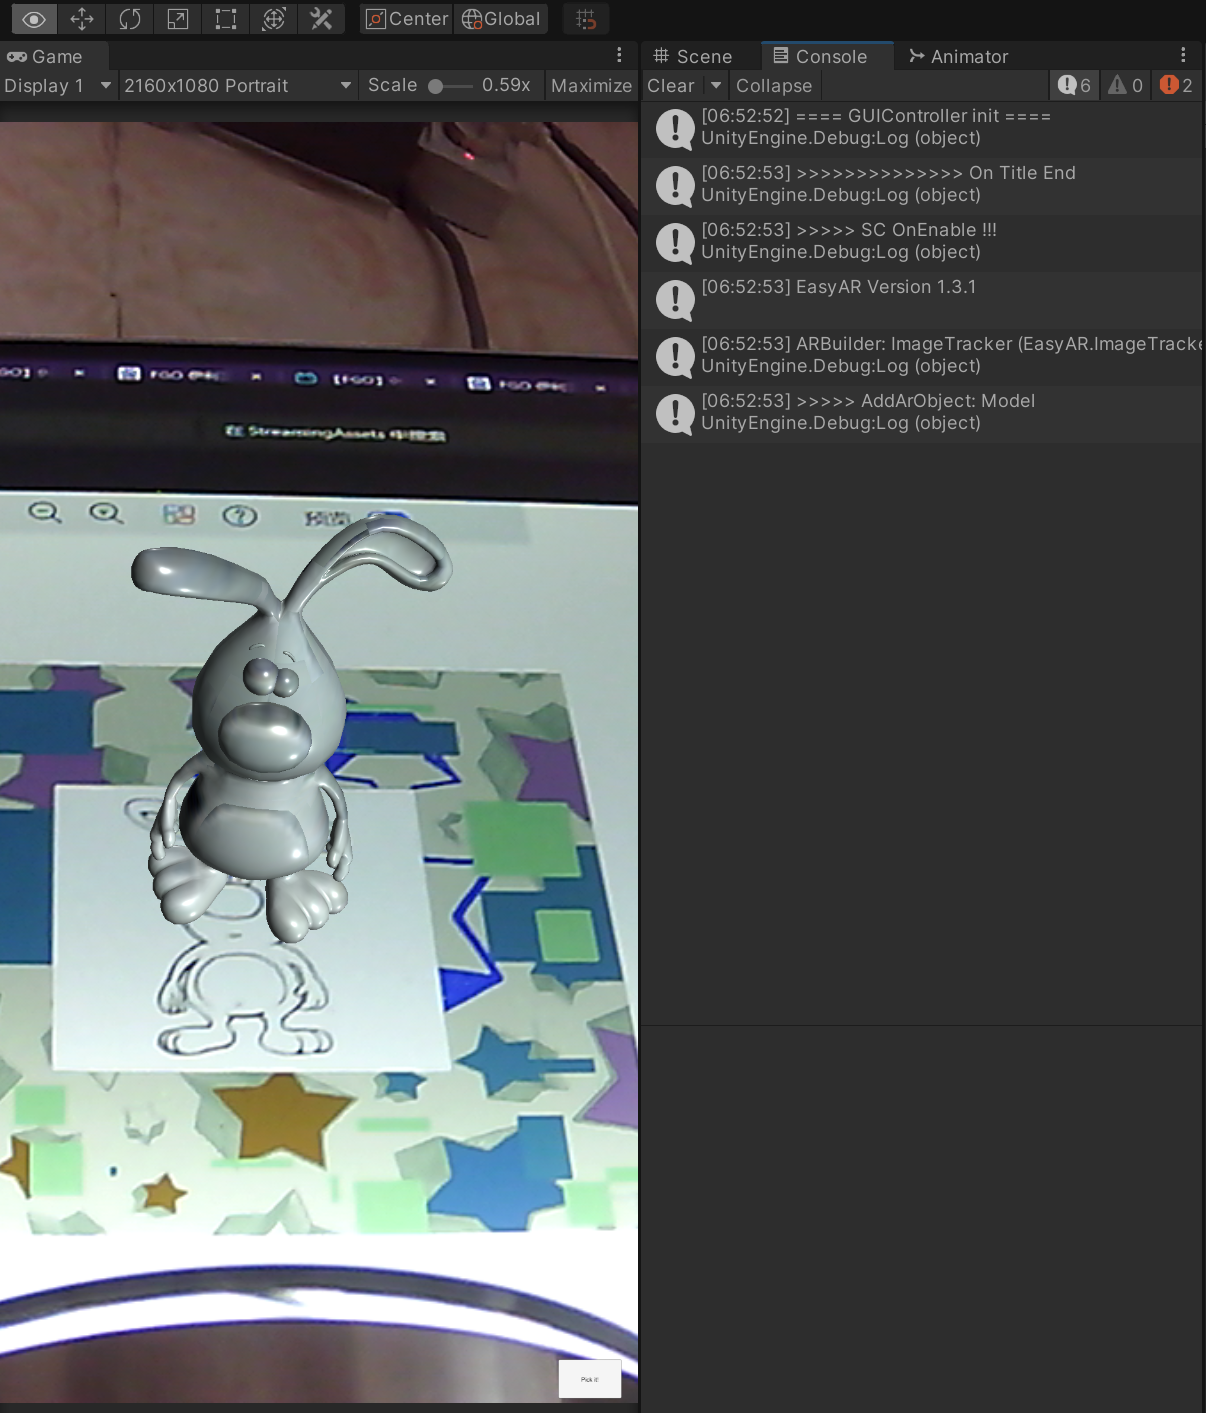 Center
Global
Game
Display 1
2160x1080 Portrait
Scale
0.59x
Maximize
StreamingAssets
Pick it!
Scene
Console
Animator
Clear
Collapse
6
0
2
[06:52:52] ==== GUIController init ====
UnityEngine.Debug:Log (object)
[06:52:53] >>>>>>>>>>>>>> On Title End
UnityEngine.Debug:Log (object)
[06:52:53] >>>>> SC OnEnable !!!
UnityEngine.Debug:Log (object)
[06:52:53] EasyAR Version 1.3.1
[06:52:53] ARBuilder: ImageTracker (EasyAR.ImageTracke
UnityEngine.Debug:Log (object)
[06:52:53] >>>>> AddArObject: Model
UnityEngine.Debug:Log (object)